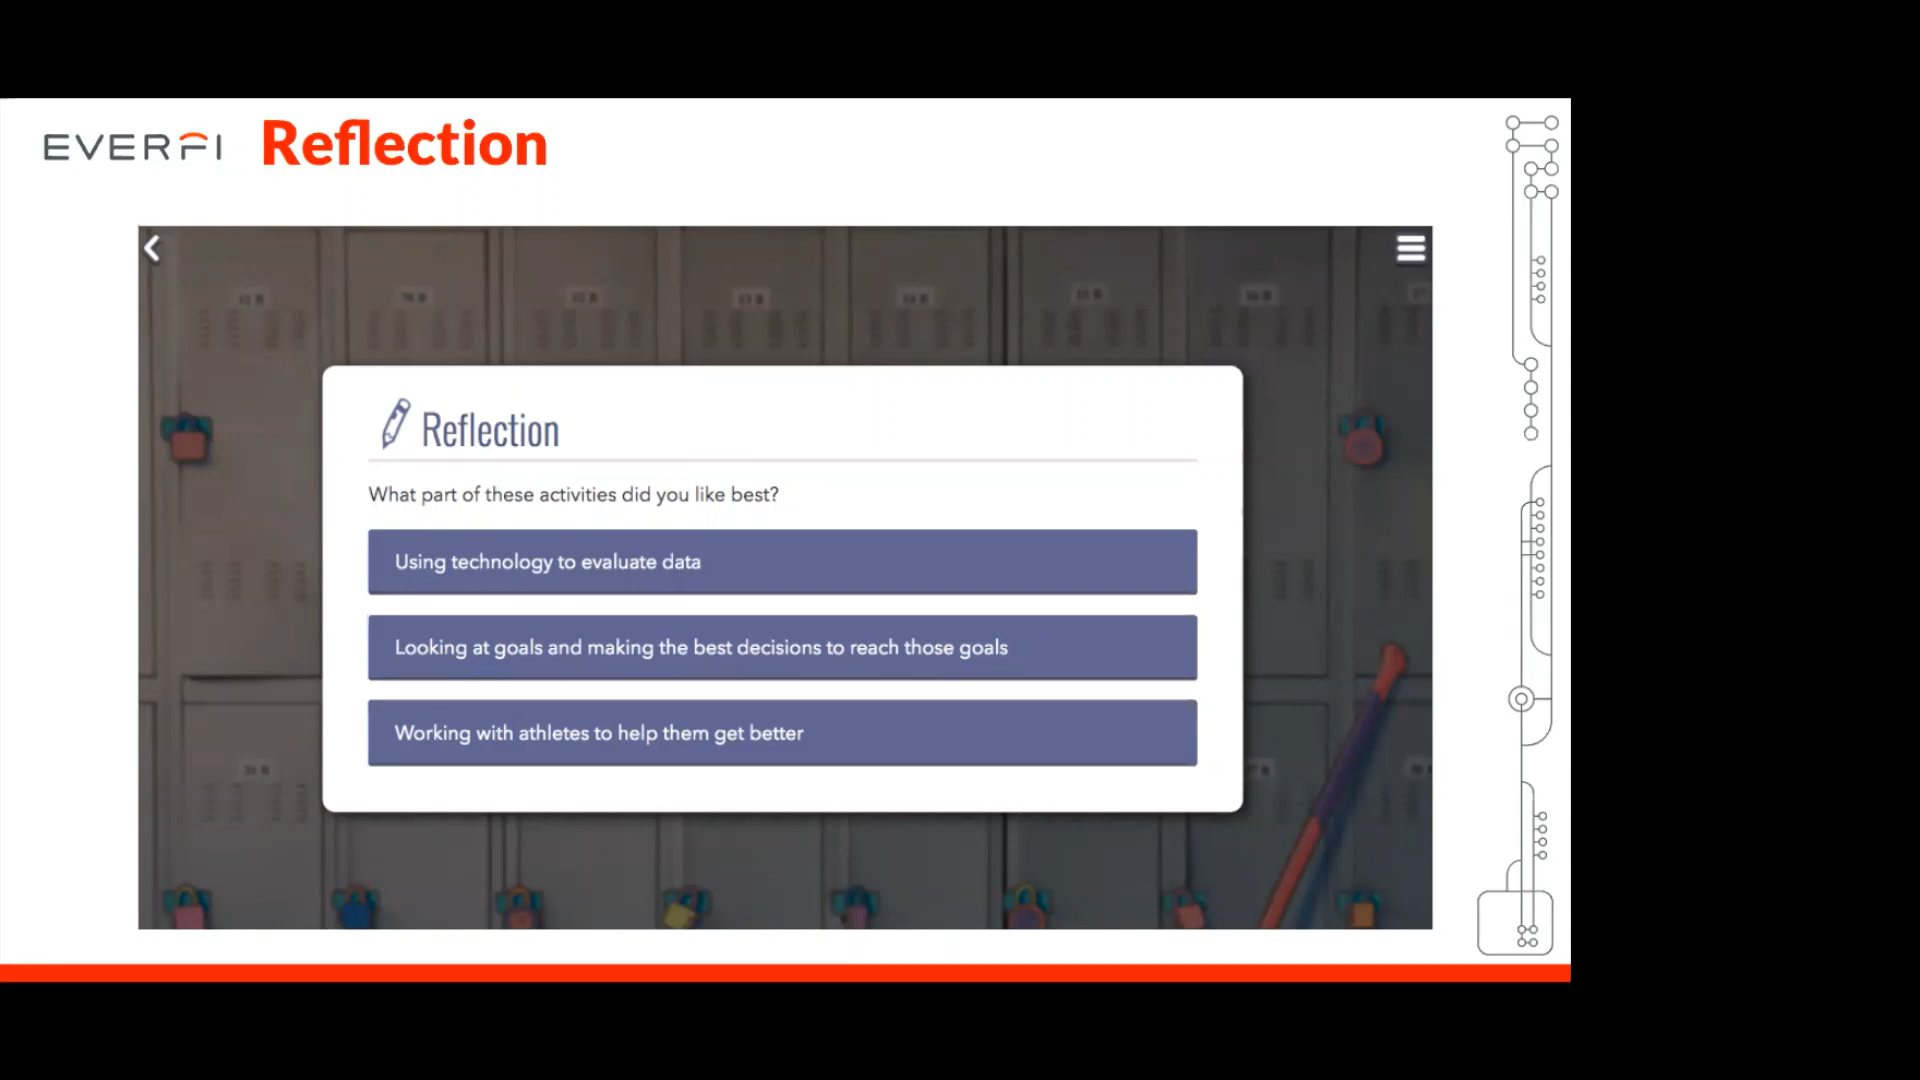 EVERFI Reflection
Reflection
What part of these activities did you like best?
Using technology to evaluate data
Looking at goals and making the best decisions to reach those goals
Working with athletes to help them get better